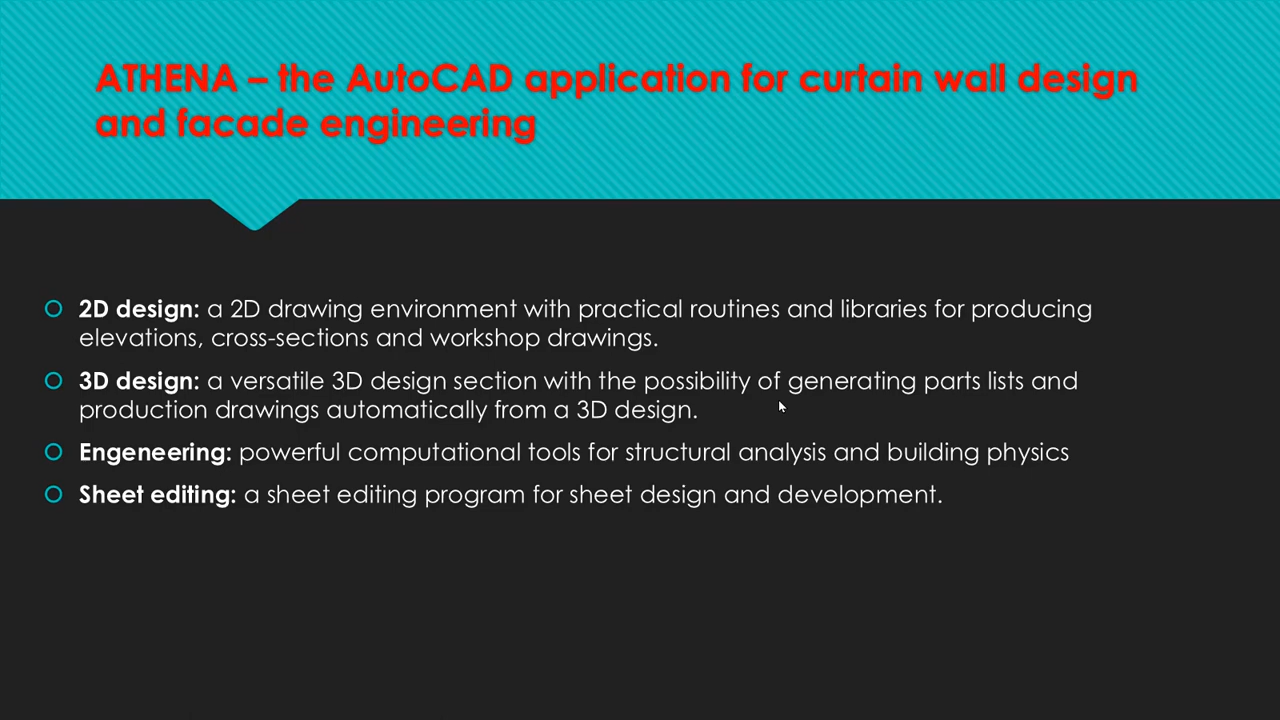 ATHENA – the AutoCAD application for curtain wall design
and facade engineering
2D design: a 2D drawing environment with practical routines and libraries for producing
elevations, cross-sections and workshop drawings.
3D design: a versatile 3D design section with the possibility of generating parts lists and
production drawings automatically from a 3D design.
Engeneering: powerful computational tools for structural analysis and building physics
Sheet editing: a sheet editing program for sheet design and development.